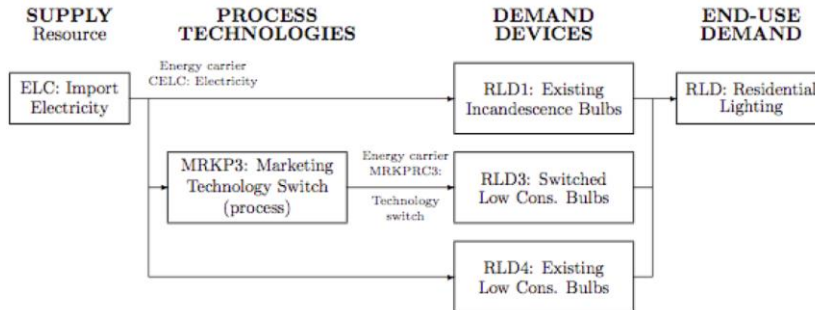 SUPPLY
Resource
PROCESS
TECHNOLOGIES
DEMAND
DEVICES
END-USE
DEMAND
ELC: Import
Electricity
Energy carrier
CELC: Electricity
RLD1: Existing
Incandescence Bulbs
RLD: Residential
Lighting
MRKP3: Marketing
Technology Switch
(process)
Energy carrier
MRKPRC3:
Technology
switch
RLD3: Switched
Low Cons. Bulbs
RLD4: Existing
Low Cons. Bulbs